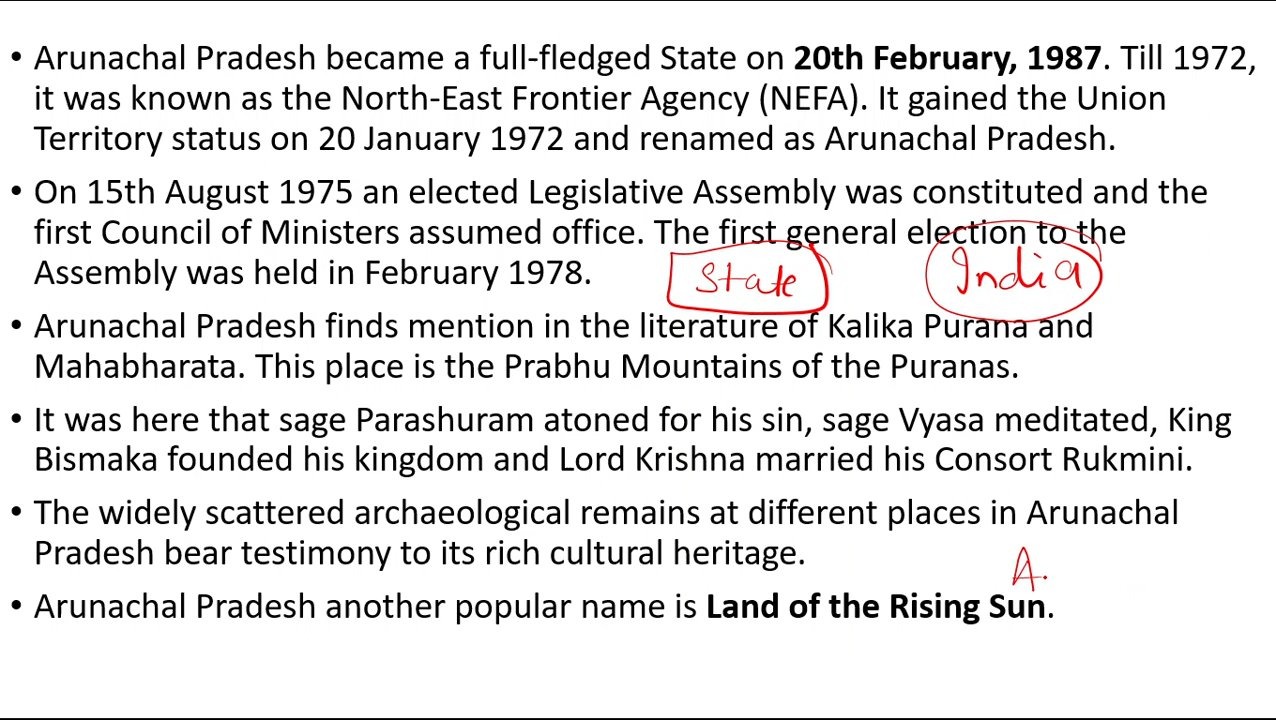 • Arunachal Pradesh became a full-fledged State on 20th February, 1987. Till 1972,
it was known as the North-East Frontier Agency (NEFA). It gained the Union
Territory status on 20 January 1972 and renamed as Arunachal Pradesh.
• On 15th August 1975 an elected Legislative Assembly was constituted and the
first Council of Ministers assumed office. The first general election to the
Assembly was held in February 1978.
State
India
• Arunachal Pradesh finds mention in the literature of Kalika Purana and
Mahabharata. This place is the Prabhu Mountains of the Puranas.
• It was here that sage Parashuram atoned for his sin, sage Vyasa meditated, King
Bismaka founded his kingdom and Lord Krishna married his Consort Rukmini.
• The widely scattered archaeological remains at different places in Arunachal
Pradesh bear testimony to its rich cultural heritage.
A.
• Arunachal Pradesh another popular name is Land of the Rising Sun.